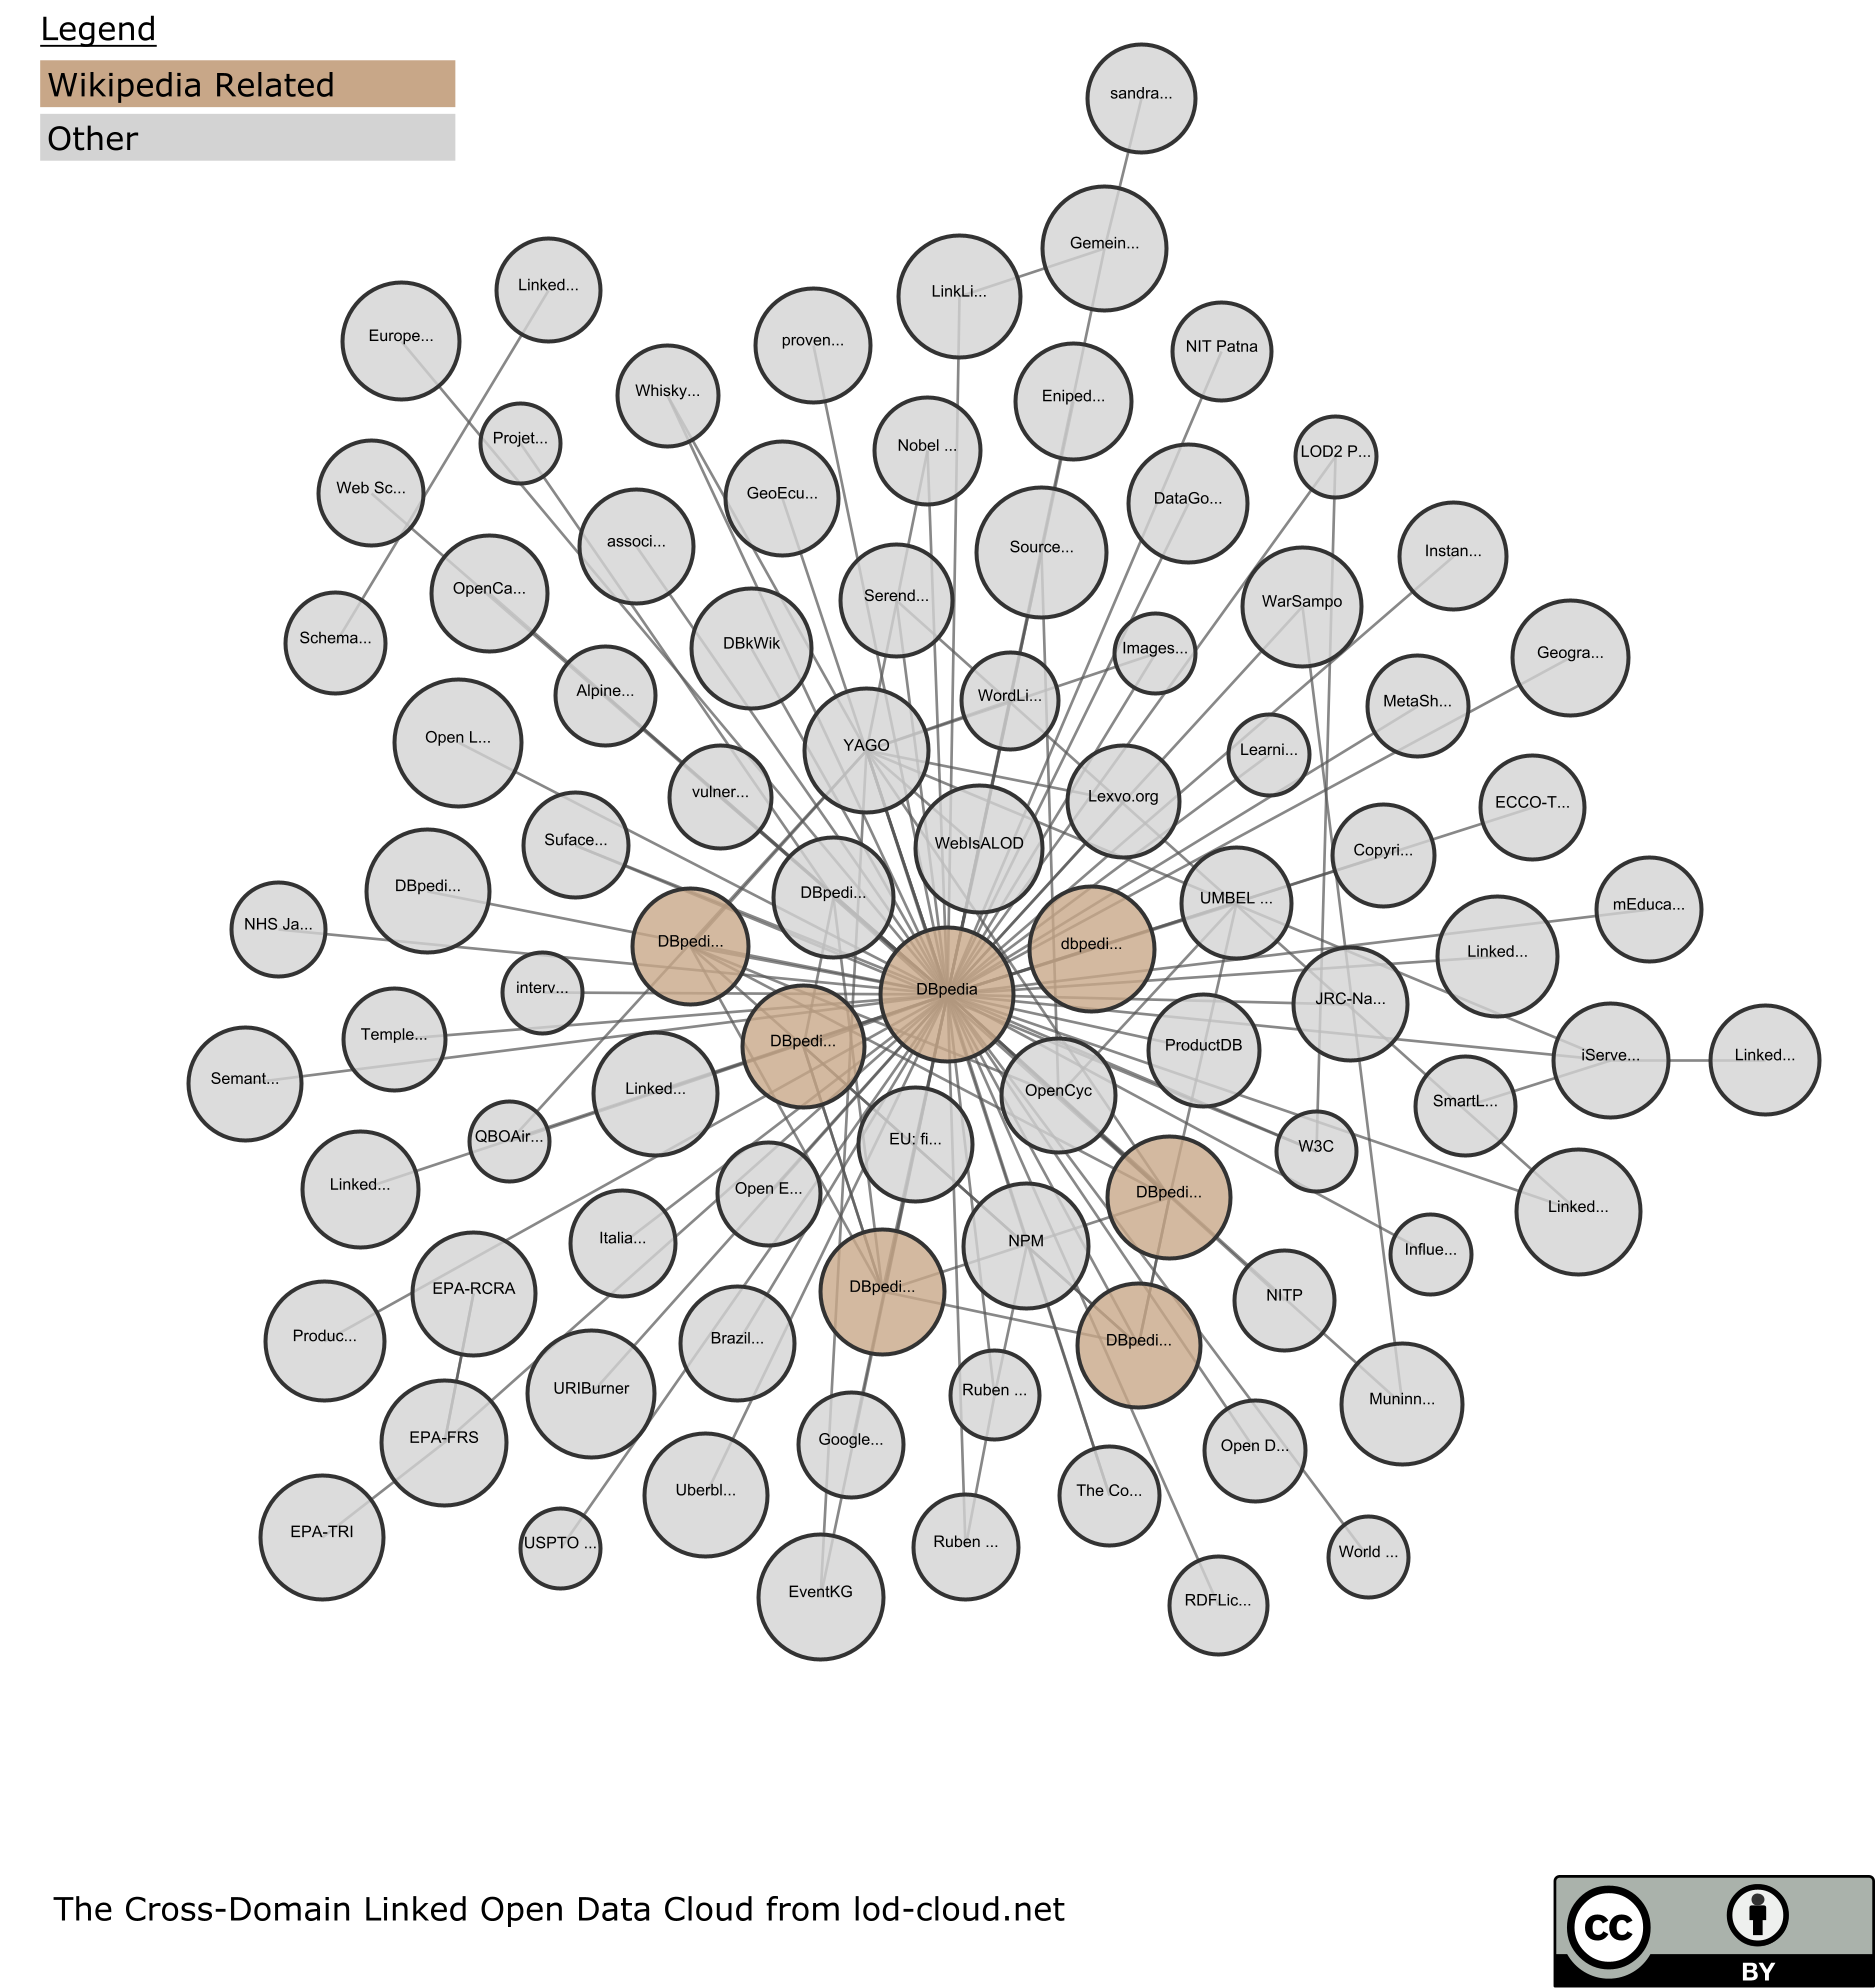 Legend
Wikipedia Related
Other
sandra...
Gemein...
Linked...
LinkLi...
Europe...
proven...
NIT Patna
Whisky...
Eniped...
Projet...
Nobel ...
LOD2 P...
Web Sc...
GeoEcu...
DataGo...
associ...
Source...
Instan...
OpenCa...
Serend...
WarSampo
Schema...
DBkWik
Images...
Geogra...
Alpine...
WordLi...
MetaSh...
Open L...
YAGO
Learni...
vulner...
Lexvo.org
ECCO-T...
Suface...
WebIsALOD
Copyri...
DBpedi...
DBpedi...
UMBEL ...
mEduca...
NHS Ja...
DBpedi...
dbpedi...
Linked...
interv...
DBpedia
JRC-Na...
Temple...
DBpedi...
ProductDB
iServe...
Linked...
Semant...
Linked...
OpenCyc
SmartL...
QBOAir...
EU: fi...
W3C
Linked...
Open E...
DBpedi...
Linked...
Italia...
NPM
Influe...
EPA-RCRA
DBpedi...
NITP
Produc...
Brazil...
DBpedi...
URIBurner
Ruben ...
Muninn...
EPA-FRS
Google...
Open D...
Uberbl...
The Co...
EPA-TRI
USPTO ...
Ruben ...
World ...
EventKG
RDFLic...
The Cross-Domain Linked Open Data Cloud from lod-cloud.net
cc
BY